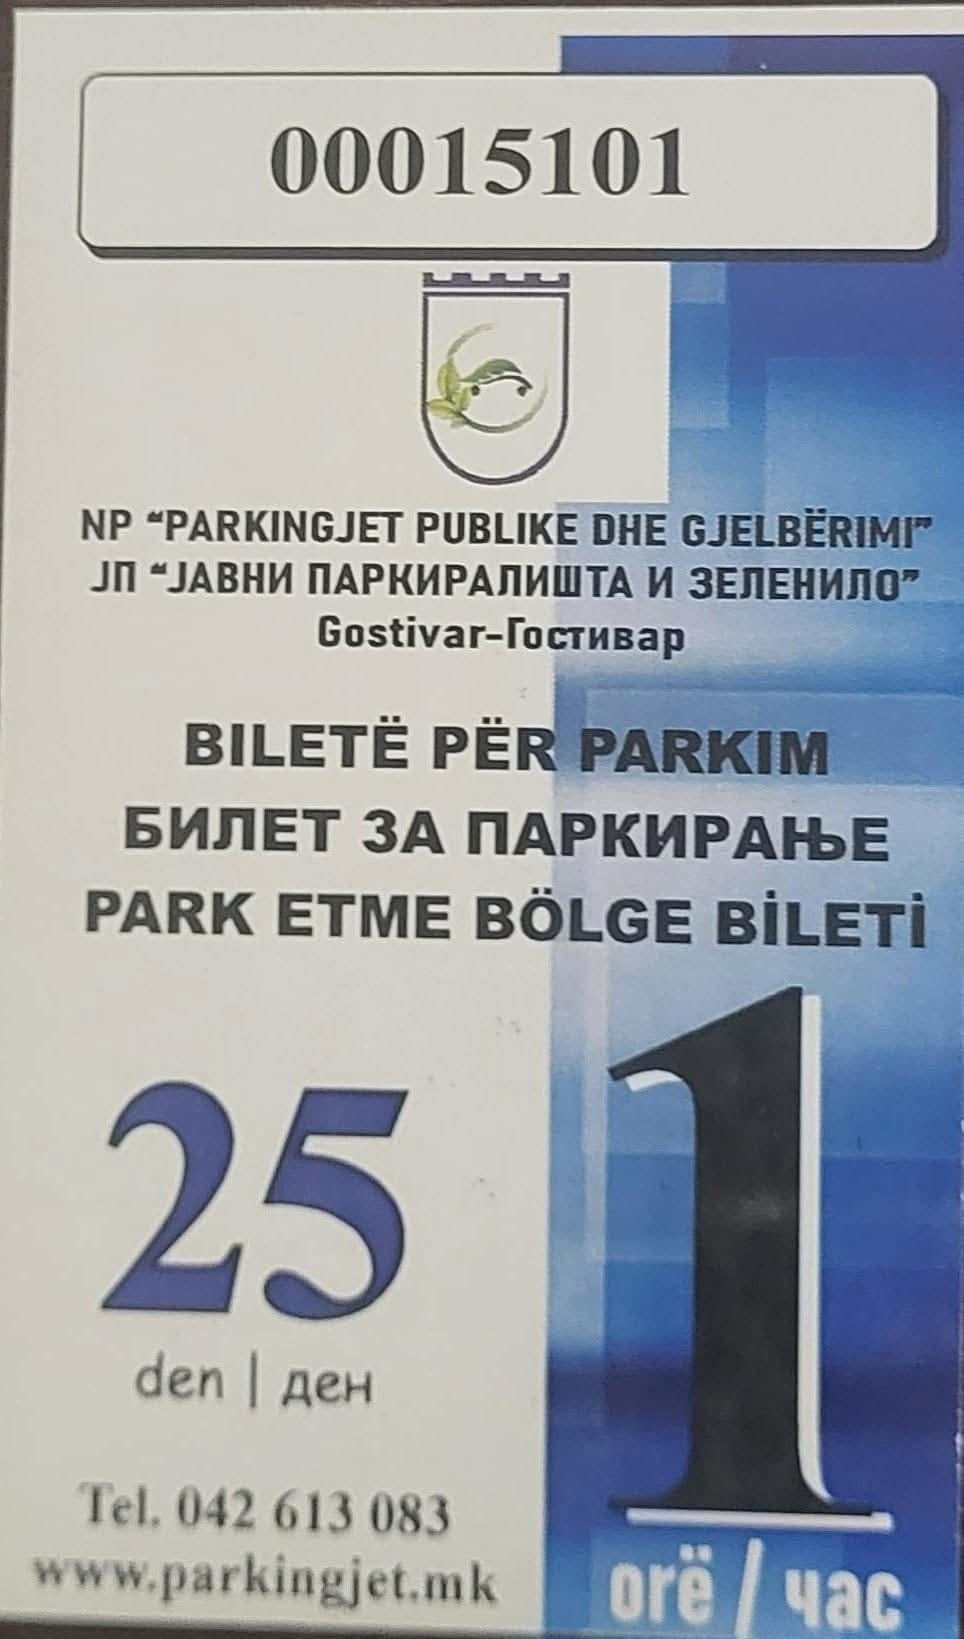 00015101
NP “PARKINGJET PUBLIKE DHE GJELBËRIMI”
ЈП “ЈАВНИ ПАРКИРАЛИШТА И ЗЕЛЕНИЛО”
Gostivar-Гостивар
BILETË PËR PARKIM
БИЛЕТ ЗА ПАРКИРАЊЕ
PARK ETME BÖLGE BİLETİ
25
den | ден
1
orë / час
Tel. 042 613 083
www.parkingjet.mk